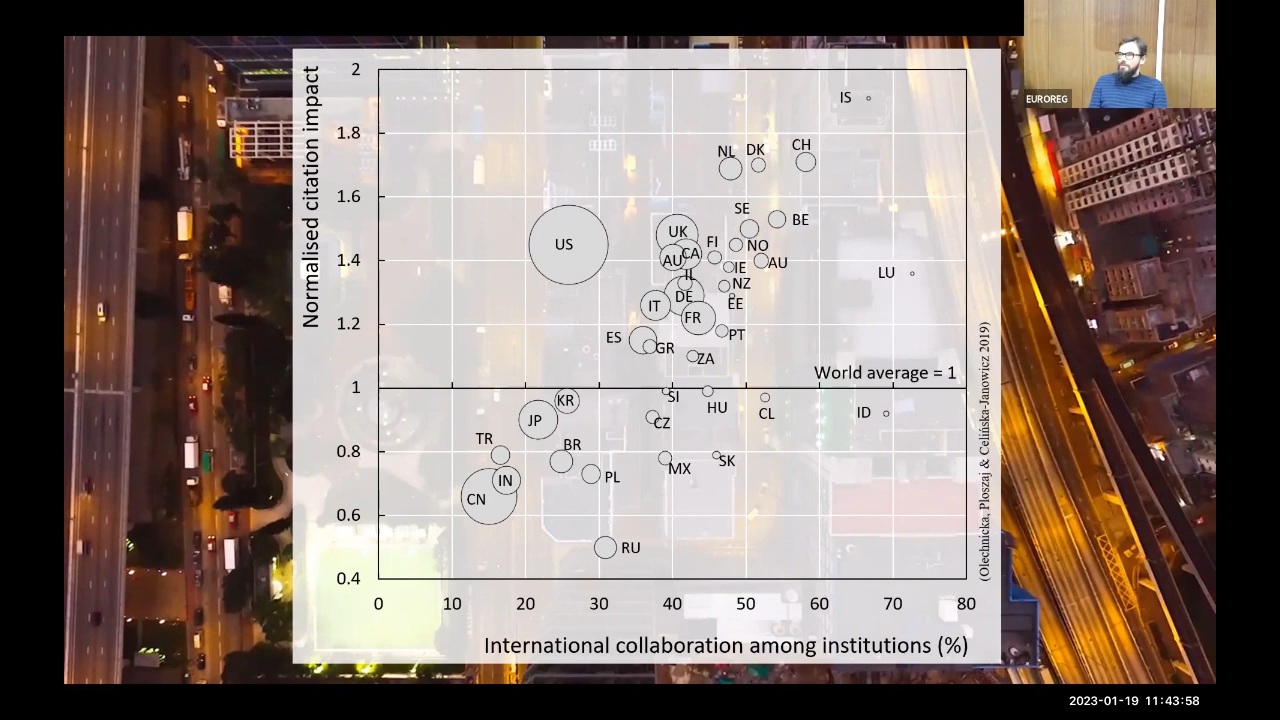 EUROREG
Normalised citation impact
2
1.8
1.6
1.4
1.2
1
0.8
0.6
0.4
0
10
20
30
40
50
60
70
80
International collaboration among institutions (%)
IS
NL
DK
CH
SE
BE
US
UK
CA
AU
FI
NO
AU
IE
IL
NZ
LU
DE
EE
IT
FR
PT
ES
GR
ZA
World average = 1
KR
SI
HU
CL
ID
JP
CZ
TR
BR
MX
SK
PL
IN
CN
RU
(Olechnicka, Ploszaj & Celińska-Janowicz 2019)
2023-01-19 11:43:58